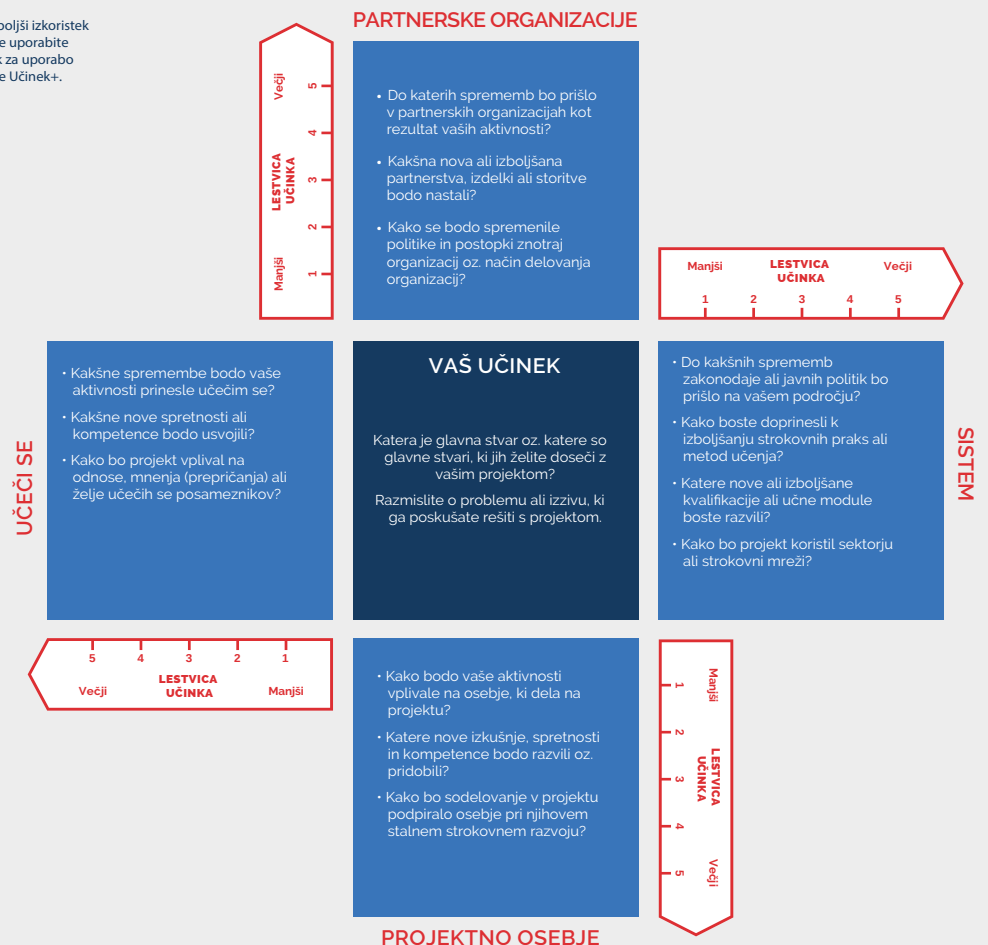 boljši izkoristek
e uporabite
za uporabo
e Učinek+.
PARTNERSKE ORGANIZACIJE
Večji
LESTVICA
UČINKA
Manjši
5
4
3
2
1
• Do katerih sprememb bo prišlo
v partnerskih organizacijah kot
rezultat vaših aktivnosti?
• Kakšna nova ali izboljšana
partnerstva, izdelki ali storitve
bodo nastali?
• Kako se bodo spremenile
politike in postopki znotraj
organizacij oz. način delovanja
organizacij?
Manjši
LESTVICA
UČINKA
Večji
1 2 3 4 5
UČEČI SE
• Kakšne spremembe bodo vaše
aktivnosti prinesle učečim se?
• Kakšne nove spretnosti ali
kompetence bodo usvojili?
• Kako bo projekt vplival na
odnose, mnenja (prepričanja) ali
želje učečih se posameznikov?
VAŠ UČINEK
Katera je glavna stvar oz. katere so
glavne stvari, ki jih želite doseči z
vašim projektom?
Razmislite o problemu ali izzivu, ki
ga poskušate rešiti s projektom.
• Do kakšnih sprememb
zakonodaje ali javnih politik bo
prišlo na vašem področju?
• Kako boste doprinesli k
izboljšanju strokovnih praks ali
metod učenja?
• Katere nove ali izboljšane
kvalifikacije ali učne module
boste razvili?
• Kako bo projekt koristil sektorju
ali strokovni mreži?
SISTEM
5 4 3 2 1
Večji
LESTVICA
UČINKA
Manjši
• Kako bodo vaše aktivnosti
vplivale na osebje, ki dela na
projektu?
• Katere nove izkušnje, spretnosti
in kompetence bodo razvili oz.
pridobili?
• Kako bo sodelovanje v projektu
podpiralo osebje pri njihovem
stalnem strokovnem razvoju?
Manjši
LESTVICA
UČINKA
Večji
1
2
3
4
5
PROJEKTNO OSEBJE